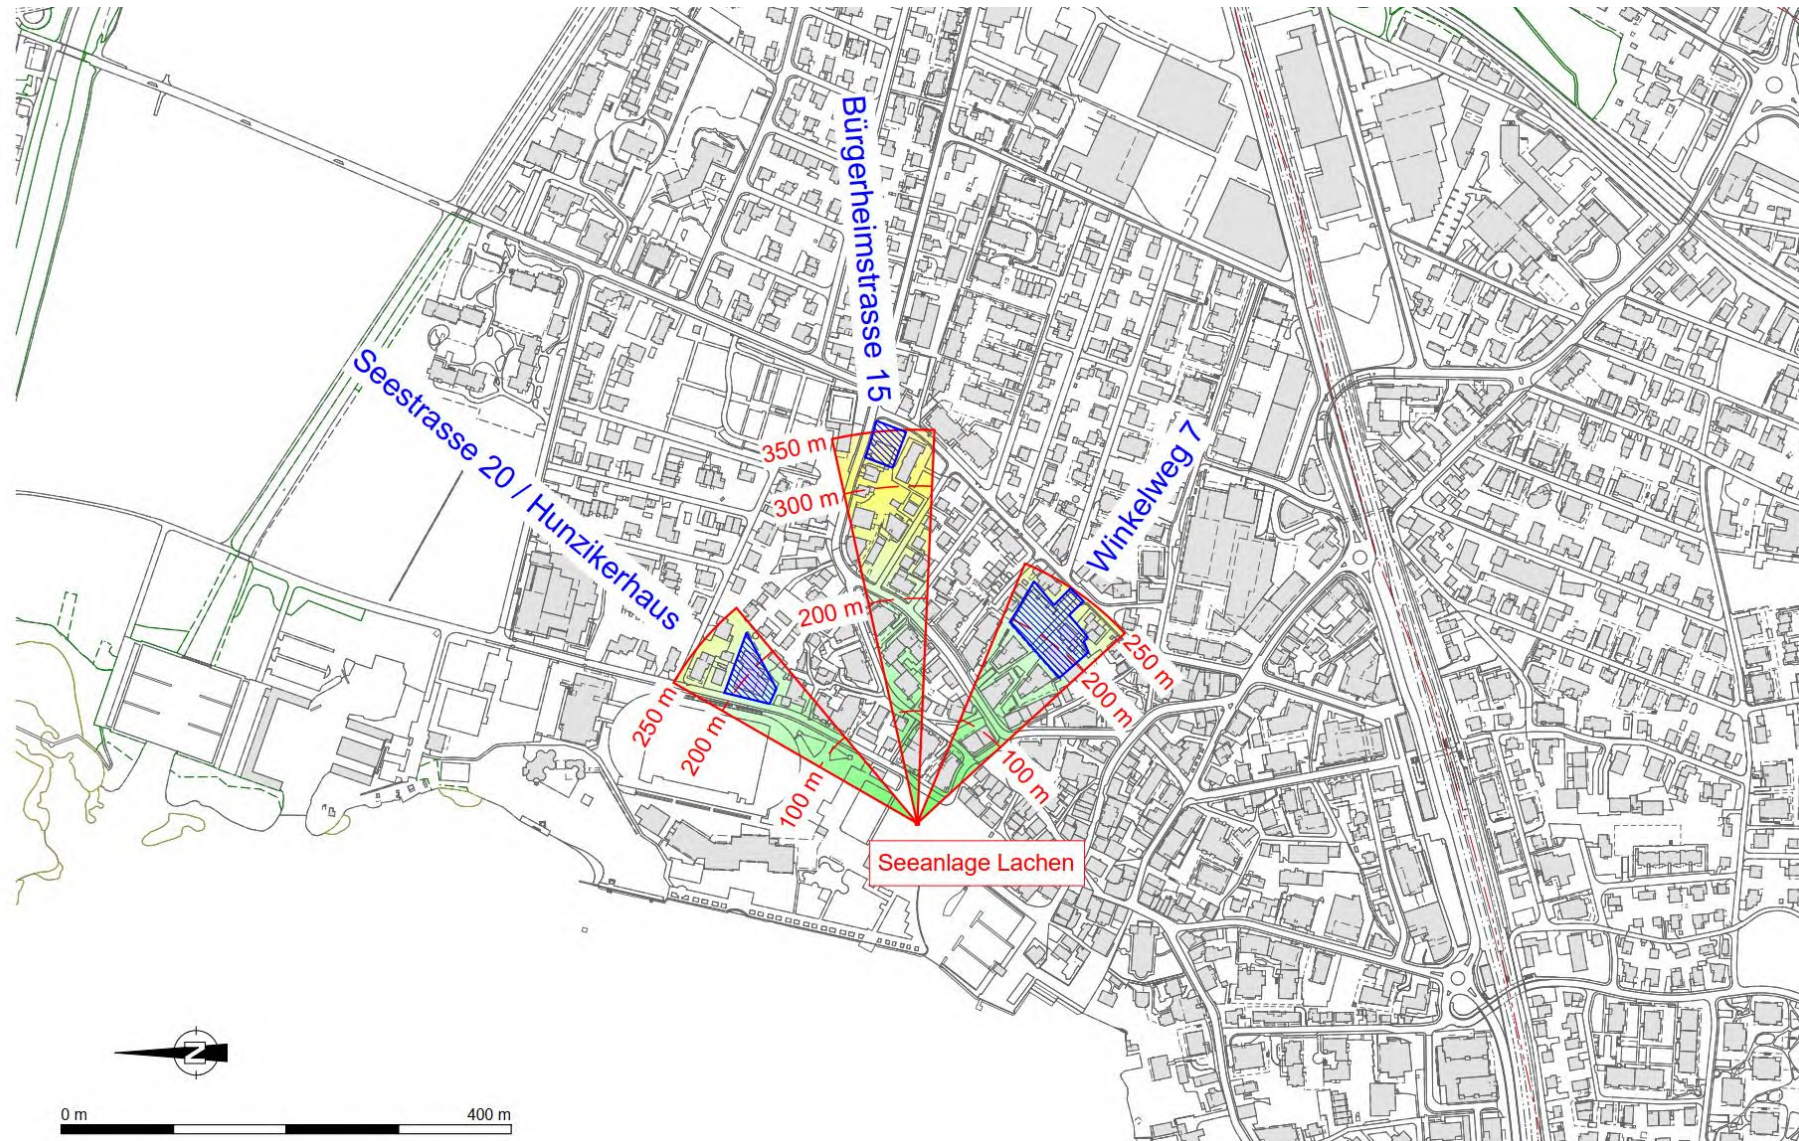 Bürgerheimstrasse 15
Seestrasse 20 / Hunzikerhaus
Winkelweg 7
350 m
300 m
200 m
250 m
200 m
100 m
250 m
200 m
100 m
Seeanlage Lachen
N
0 m
400 m